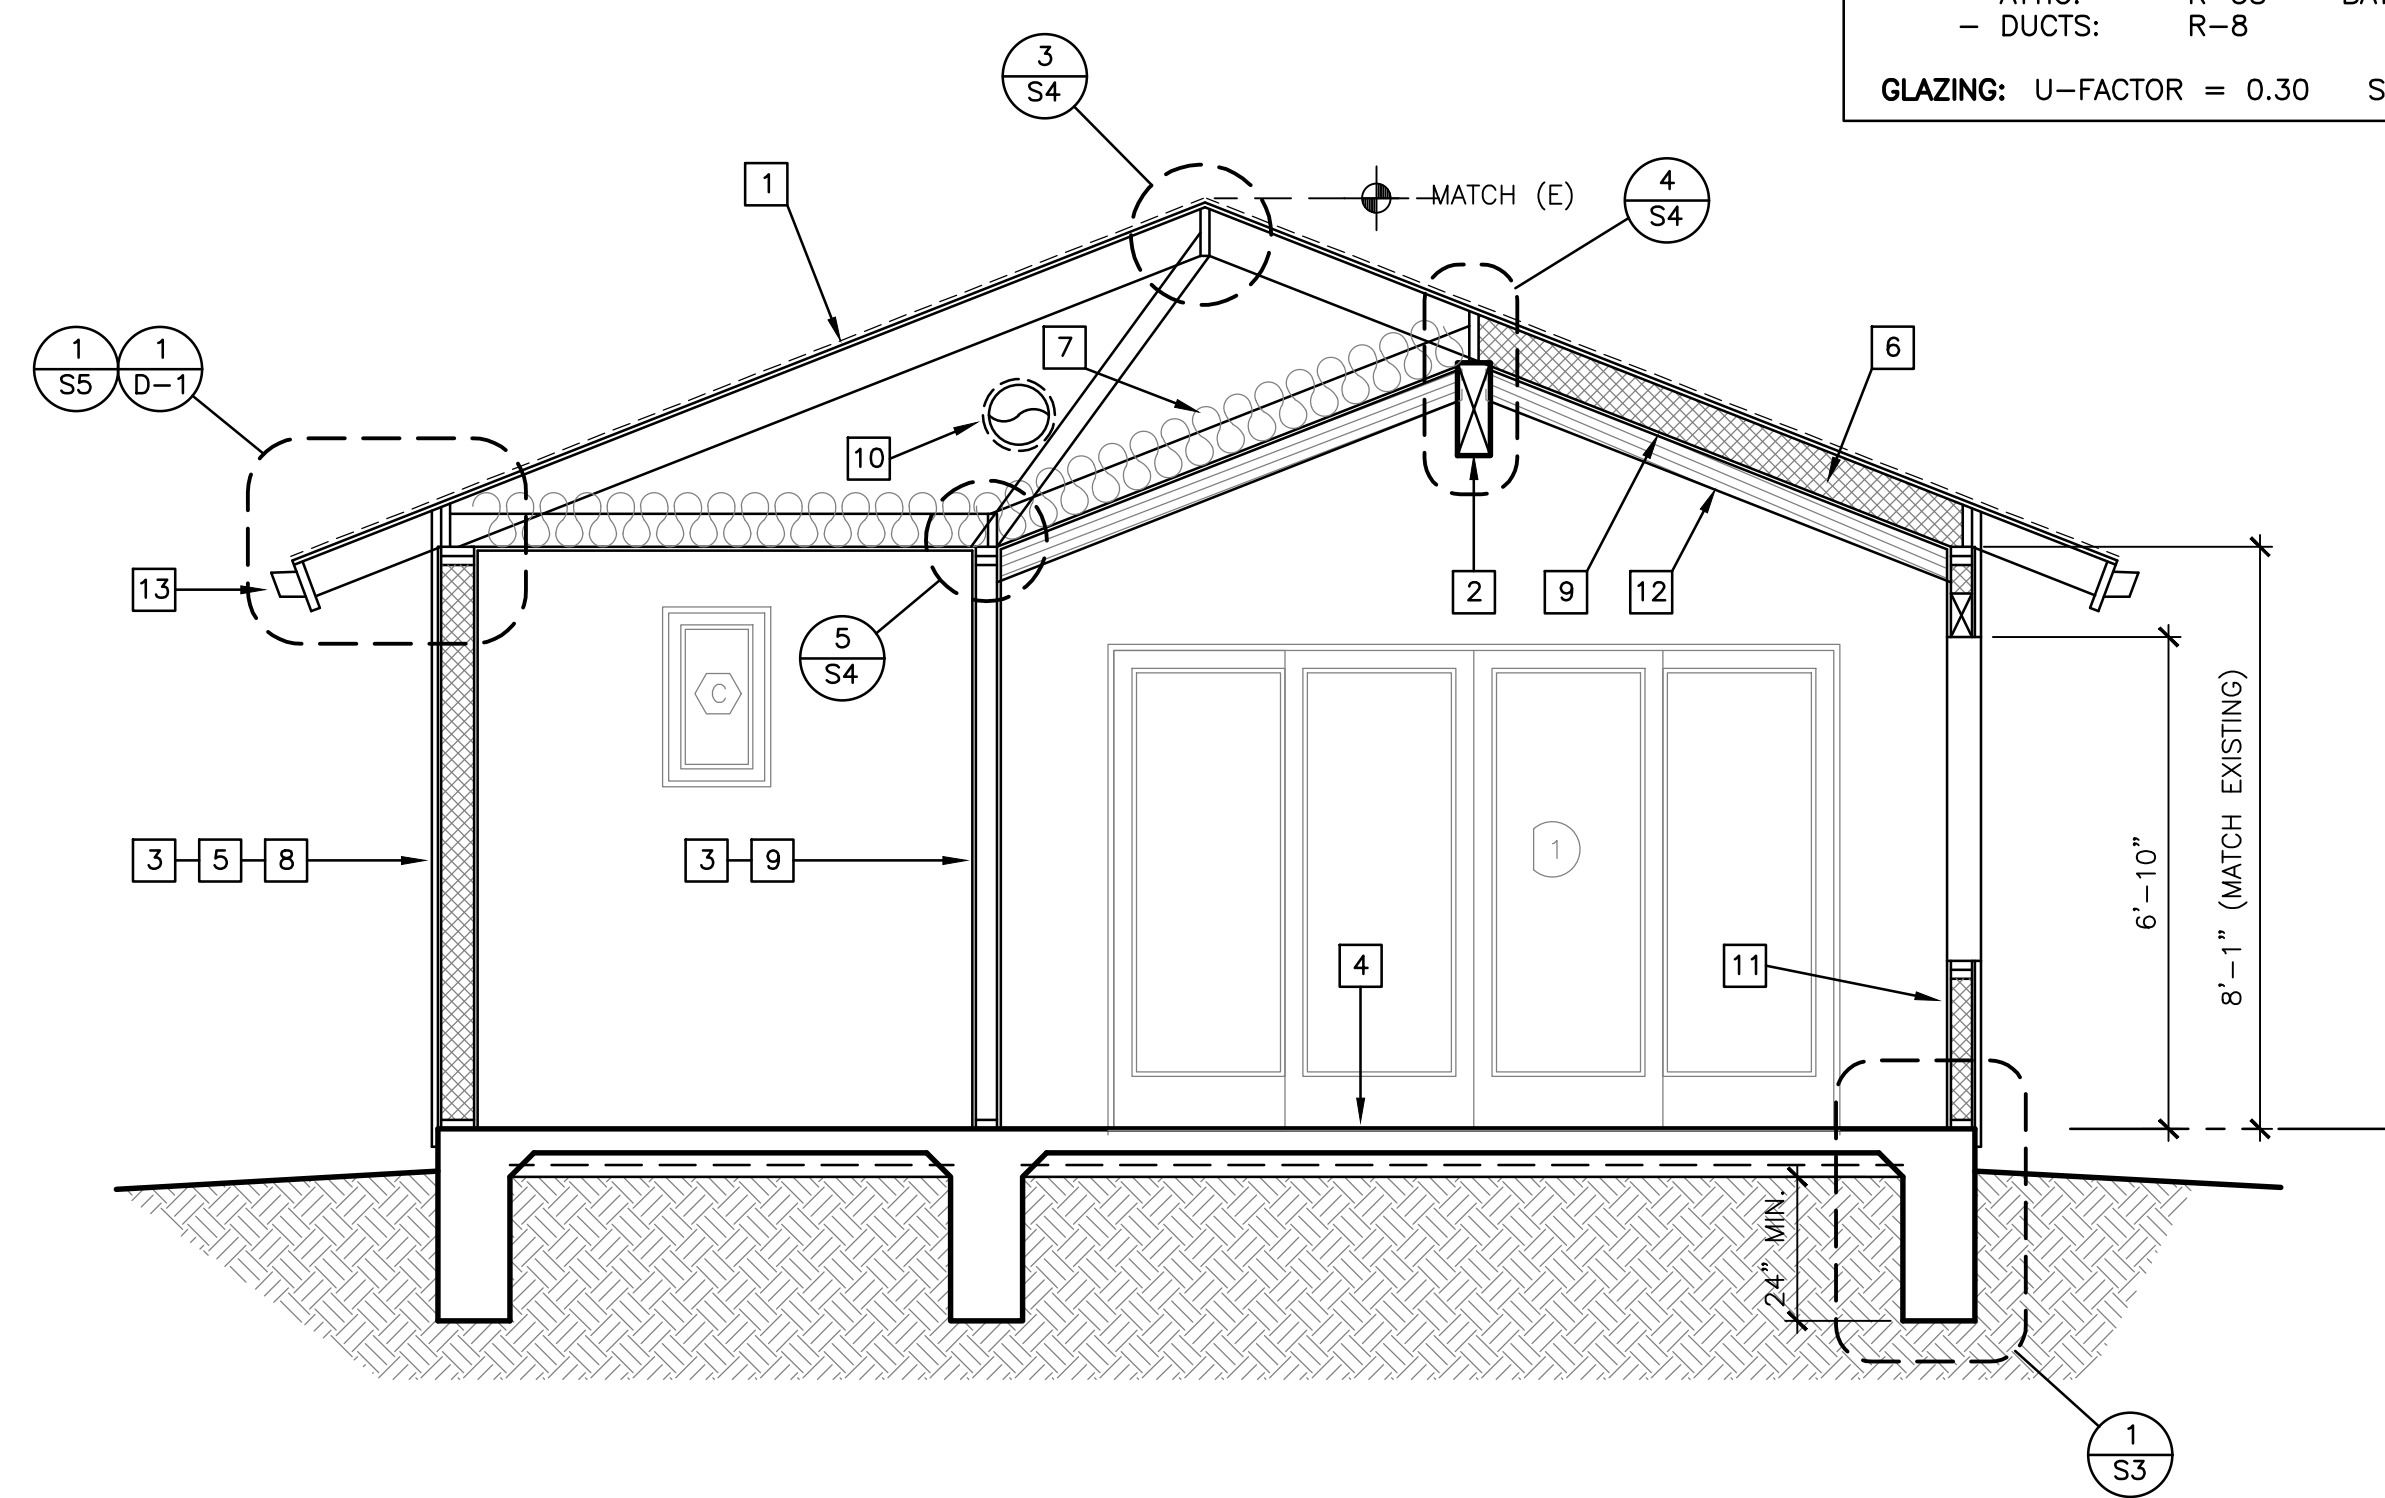 - DUCTS: R-8
GLAZING: U-FACTOR = 0.30
3
S4
1
MATCH (E)
4
S4
1
S5
1
D-1
7
6
10
13
2
9
12
5
S4
C
8'-1" (MATCH EXISTING)
6'-10"
3
5
8
3
9
1
4
11
24" MIN.
1
S3